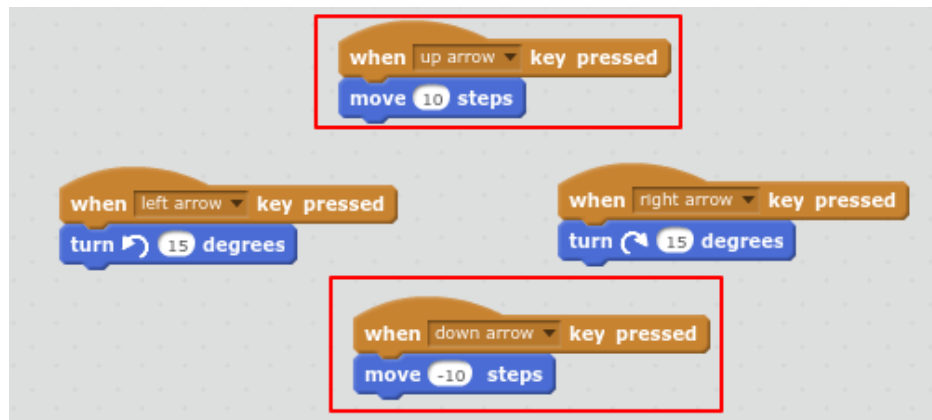 when up arrow key pressed
move 10 steps
when left arrow key pressed
turn 15 degrees
when right arrow key pressed
turn 15 degrees
when down arrow key pressed
move -10 steps